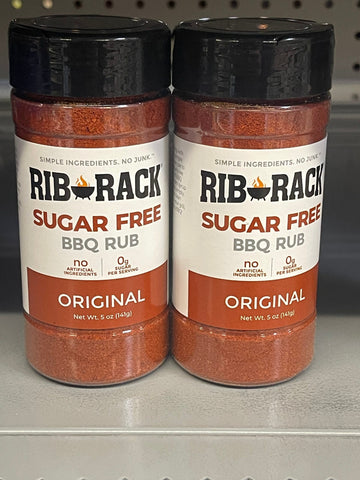 SIMPLE INGREDIENTS. NO JUNK.™
RIB RACK
SUGAR FREE
BBQ RUB
no
ARTIFICIAL
INGREDIENTS
0g
SUGAR
PER SERVING
ORIGINAL
Net Wt. 5 oz (141g)
SIMPLE INGREDIENTS. NO JUNK.™
RIB RACK
SUGAR FREE
BBQ RUB
no
ARTIFICIAL
INGREDIENTS
0g
SUGAR
PER SERVING
ORIGINAL
Net Wt. 5 oz (141g)